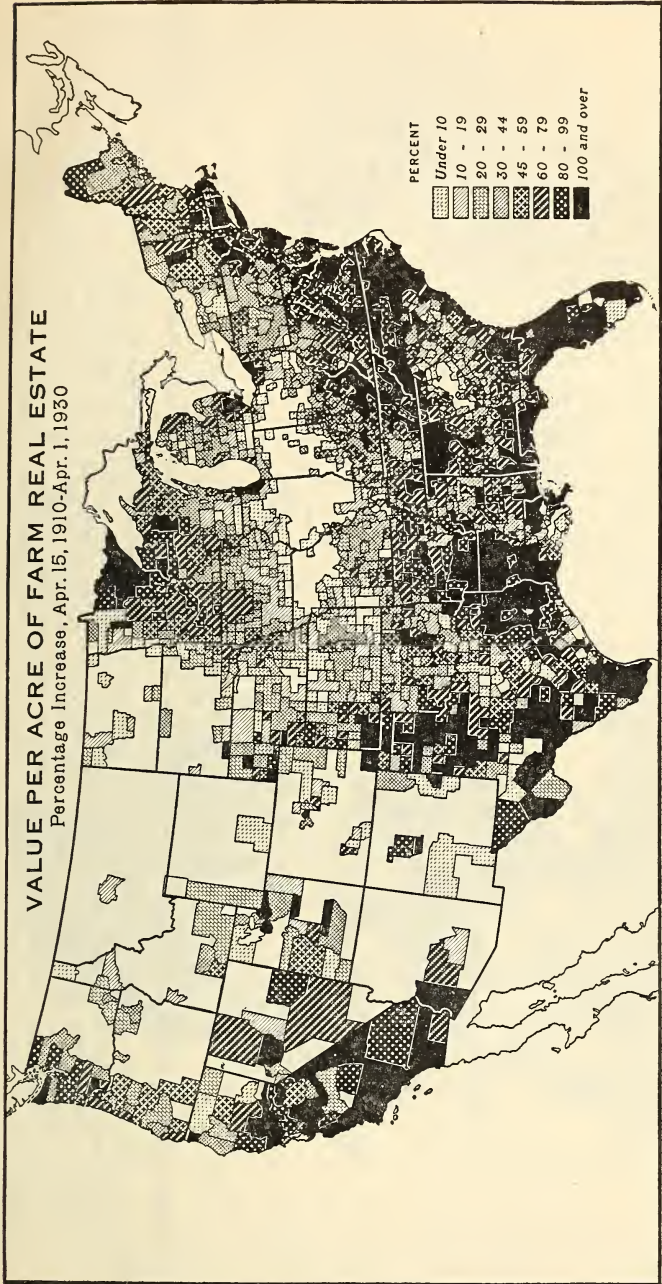 VALUE PER ACRE OF FARM REAL ESTATE
Percentage Increase, Apr. 15, 1910-Apr. 1, 1930
PERCENT
Under 10
10 - 19
20 - 29
30 - 44
45 - 59
60 - 79
80 - 99
100 and over